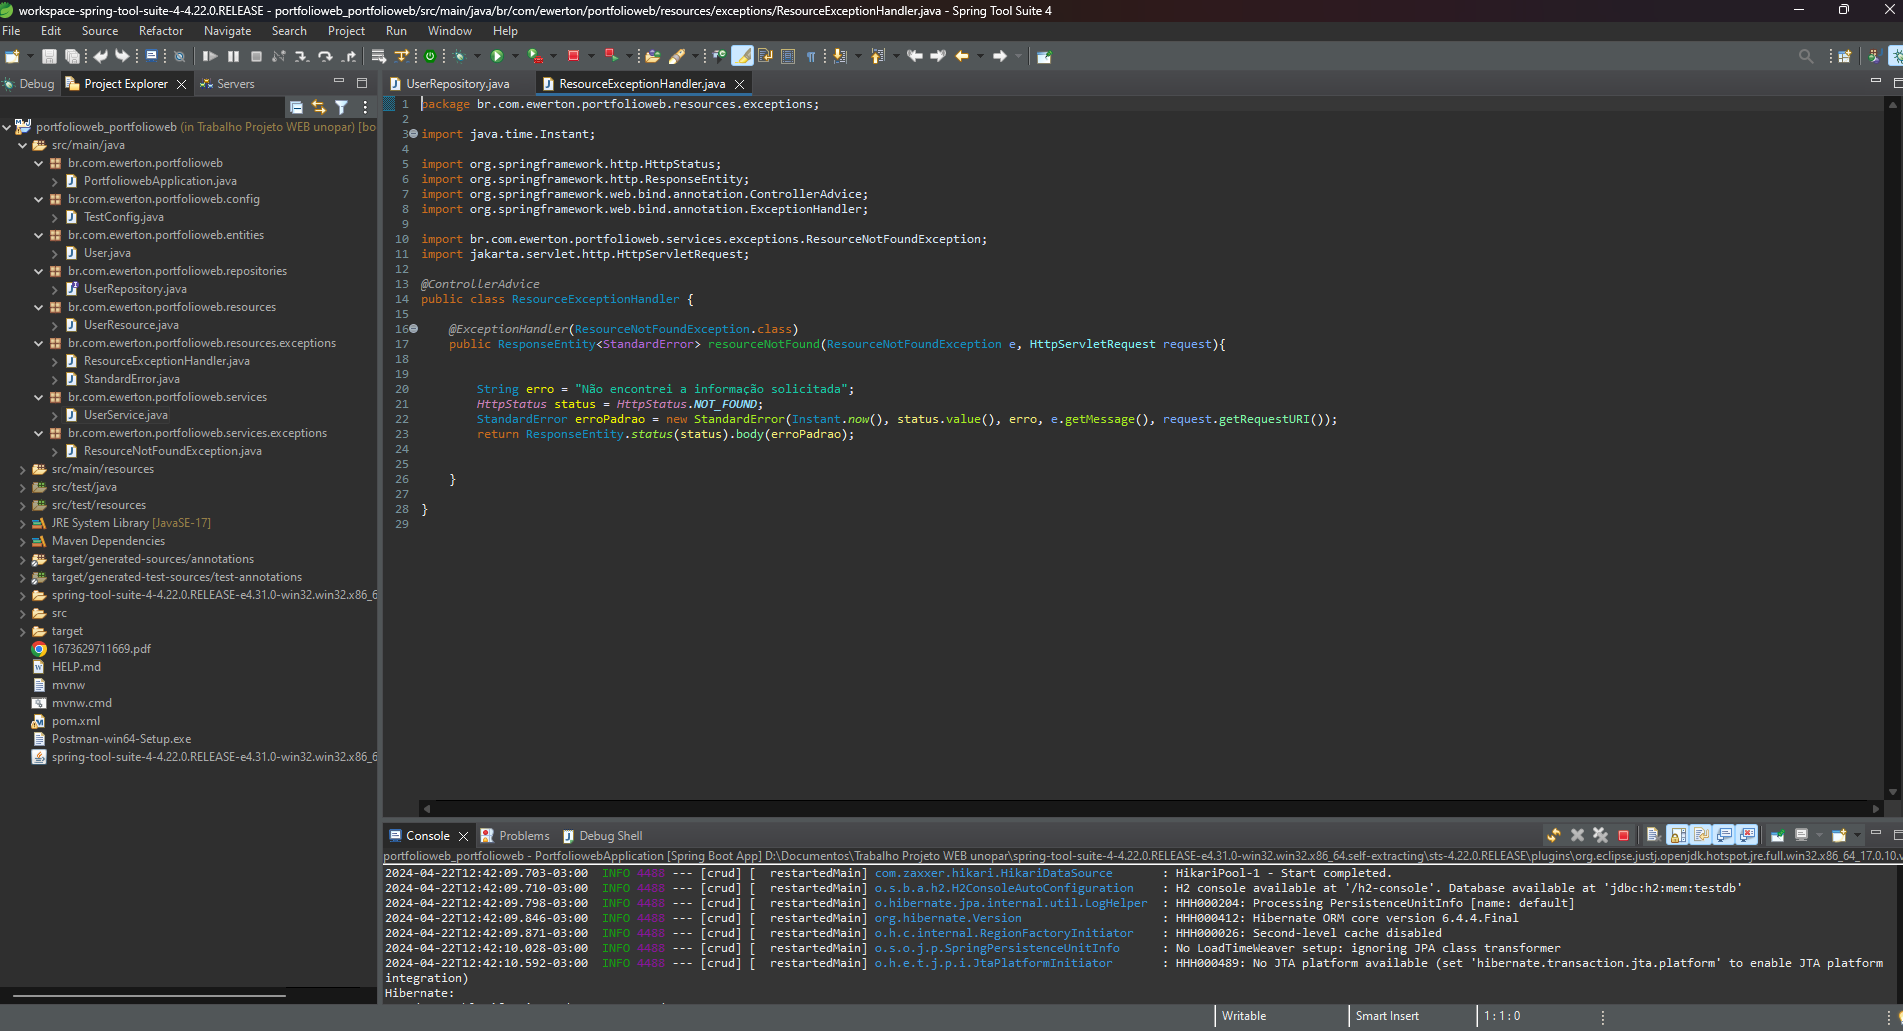 workspace-spring-tool-suite-4-4.22.0.RELEASE - portfolioweb_portfolioweb/src/main/java/br/com/ewerton/portfolioweb/resources/exceptions/ResourceExceptionHandler.java - Spring Tool Suite 4
File Edit Source Refactor Navigate Search Project Run Window Help
Debug Project Explorer Servers
portfolioweb_portfolioweb (in Trabalho Projeto WEB unopar) [bo
src/main/java
br.com.ewerton.portfolioweb
PortfoliowebApplication.java
br.com.ewerton.portfolioweb.config
TestConfig.java
br.com.ewerton.portfolioweb.entities
User.java
br.com.ewerton.portfolioweb.repositories
UserRepository.java
br.com.ewerton.portfolioweb.resources
UserResource.java
br.com.ewerton.portfolioweb.resources.exceptions
ResourceExceptionHandler.java
StandardError.java
br.com.ewerton.portfolioweb.services
UserService.java
br.com.ewerton.portfolioweb.services.exceptions
ResourceNotFoundException.java
src/main/resources
src/test/java
src/test/resources
JRE System Library [JavaSE-17]
Maven Dependencies
target/generated-sources/annotations
target/generated-test-sources/test-annotations
spring-tool-suite-4-4.22.0.RELEASE-e4.31.0-win32.win32.x86_6
src
target
1673629711669.pdf
HELP.md
mvnw
mvnw.cmd
pom.xml
Postman-win64-Setup.exe
spring-tool-suite-4-4.22.0.RELEASE-e4.31.0-win32.win32.x86_6
UserRepository.java ResourceExceptionHandler.java
1 package br.com.ewerton.portfolioweb.resources.exceptions;
2
3 import java.time.Instant;
4
5 import org.springframework.http.HttpStatus;
6 import org.springframework.http.ResponseEntity;
7 import org.springframework.web.bind.annotation.ControllerAdvice;
8 import org.springframework.web.bind.annotation.ExceptionHandler;
9
10 import br.com.ewerton.portfolioweb.services.exceptions.ResourceNotFoundException;
11 import jakarta.servlet.http.HttpServletRequest;
12
13 @ControllerAdvice
14 public class ResourceExceptionHandler {
15
16 @ExceptionHandler(ResourceNotFoundException.class)
17 public ResponseEntity<StandardError> resourceNotFound(ResourceNotFoundException e, HttpServletRequest request){
18
19
20 String erro = "Não encontrei a informação solicitada";
21 HttpStatus status = HttpStatus.NOT_FOUND;
22 StandardError erroPadrao = new StandardError(Instant.now(), status.value(), erro, e.getMessage(), request.getRequestURI());
23 return ResponseEntity.status(status).body(erroPadrao);
24
25
26 }
27
28 }
29
Console Problems Debug Shell
portfolioweb_portfolioweb - PortfoliowebApplication [Spring Boot App] D:\Documentos\Trabalho Projeto WEB unopar\spring-tool-suite-4-4.22.0.RELEASE-e4.31.0-win32.win32.x86_64.self-extracting\sts-4.22.0.RELEASE\plugins\org.eclipse.justj.openjdk.hotspot.jre.full.win32.x86_64_17.0.10.v
2024-04-22T12:42:09.703-03:00 INFO 4488 --- [crud] [ restartedMain] com.zaxxer.hikari.HikariDataSource : HikariPool-1 - Start completed.
2024-04-22T12:42:09.710-03:00 INFO 4488 --- [crud] [ restartedMain] o.s.b.a.h2.H2ConsoleAutoConfiguration : H2 console available at '/h2-console'. Database available at 'jdbc:h2:mem:testdb'
2024-04-22T12:42:09.798-03:00 INFO 4488 --- [crud] [ restartedMain] o.hibernate.jpa.internal.util.LogHelper : HHH000204: Processing PersistenceUnitInfo [name: default]
2024-04-22T12:42:09.846-03:00 INFO 4488 --- [crud] [ restartedMain] org.hibernate.Version : HHH000412: Hibernate ORM core version 6.4.4.Final
2024-04-22T12:42:09.871-03:00 INFO 4488 --- [crud] [ restartedMain] o.h.c.internal.RegionFactoryInitiator : HHH000026: Second-level cache disabled
2024-04-22T12:42:10.028-03:00 INFO 4488 --- [crud] [ restartedMain] o.s.o.j.p.SpringPersistenceUnitInfo : No LoadTimeWeaver setup: ignoring JPA class transformer
2024-04-22T12:42:10.592-03:00 INFO 4488 --- [crud] [ restartedMain] o.h.e.t.j.p.i.JtaPlatformInitiator : HHH000489: No JTA platform available (set 'hibernate.transaction.jta.platform' to enable JTA platform
integration)
Hibernate:
Writable Smart Insert 1 : 1 : 0